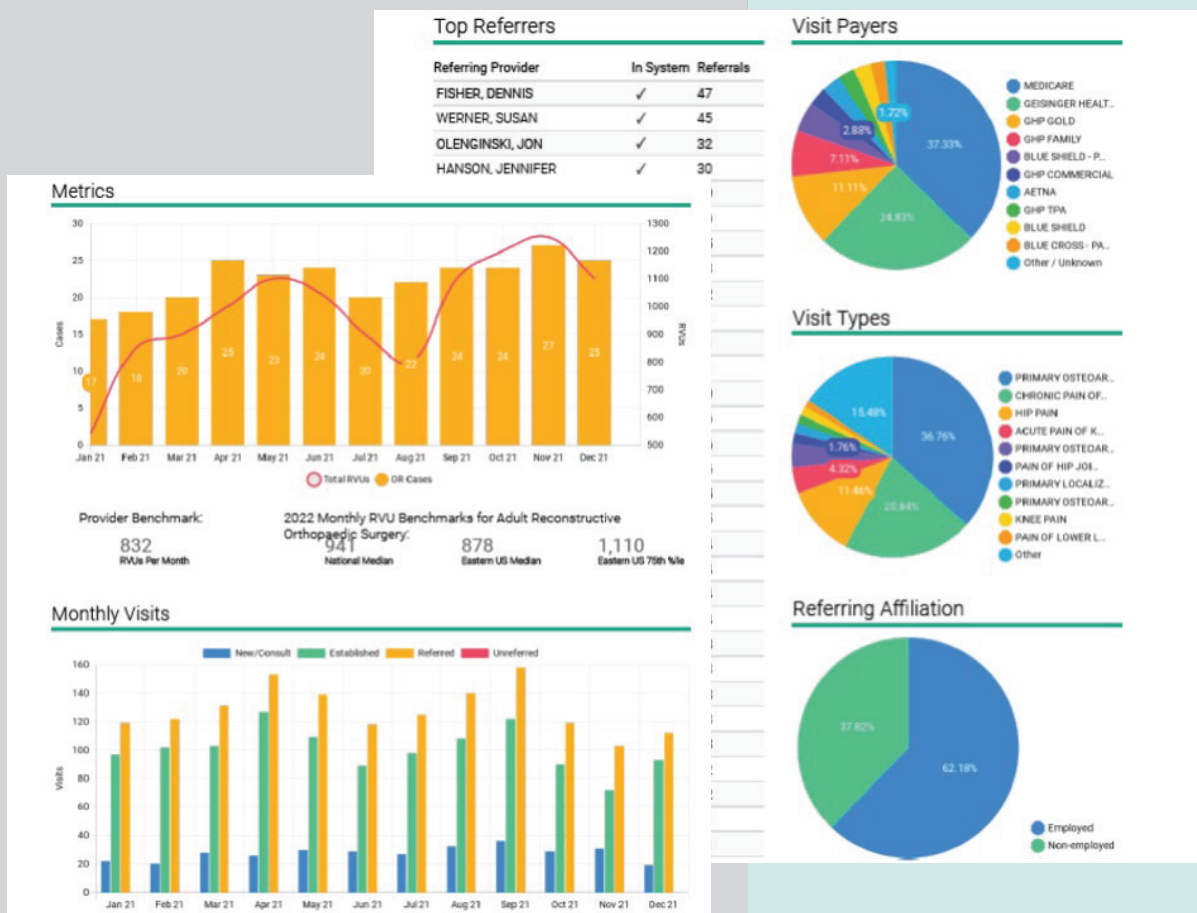 Top Referrers
Referring Provider In System Referrals
FISHER, DENNIS ✓ 47
WERNER, SUSAN ✓ 45
OLENGINSKI, JON ✓ 32
HANSON, JENNIFER ✓ 30
Visit Payers
1.72%
2.88%
37.33%
7.11%
11.11%
24.83%
MEDICARE
GEISINGER HEALT..
GHP GOLD
GHP FAMILY
BLUE SHIELD - P...
GHP COMMERCIAL
AETNA
GHP TPA
BLUE SHIELD
BLUE CROSS - PA...
Other / Unknown
Metrics
30
25
20
15
10
5
0
Cases
1300
1200
1100
1000
900
800
700
600
500
RVUs
17
18
20
25
23
24
20
22
24
24
27
25
Jan 21 Feb 21 Mar 21 Apr 21 May 21 Jun 21 Jul 21 Aug 21 Sep 21 Oct 21 Nov 21 Dec 21
Total RVUs OR Cases
Provider Benchmark:
832
RVUs Per Month
2022 Monthly RVU Benchmarks for Adult Reconstructive
Orthopaedic Surgery:
941
National Median
878
Eastern US Median
1,110
Eastern US 75th %ile
Visit Types
15.48%
36.76%
1.76%
4.32%
11.46%
20.84%
PRIMARY OSTEOAR...
CHRONIC PAIN OF...
HIP PAIN
ACUTE PAIN OF K...
PRIMARY OSTEOAR...
PAIN OF HIP JOI...
PRIMARY LOCALIZ...
PRIMARY OSTEOAR...
KNEE PAIN
PAIN OF LOWER L...
Other
Monthly Visits
New/Consult Established Referred Unreferred
160
140
120
100
80
60
40
20
0
Visits
Jan 21 Feb 21 Mar 21 Apr 21 May 21 Jun 21 Jul 21 Aug 21 Sep 21 Oct 21 Nov 21 Dec 21
Referring Affiliation
37.82%
62.18%
Employed
Non-employed